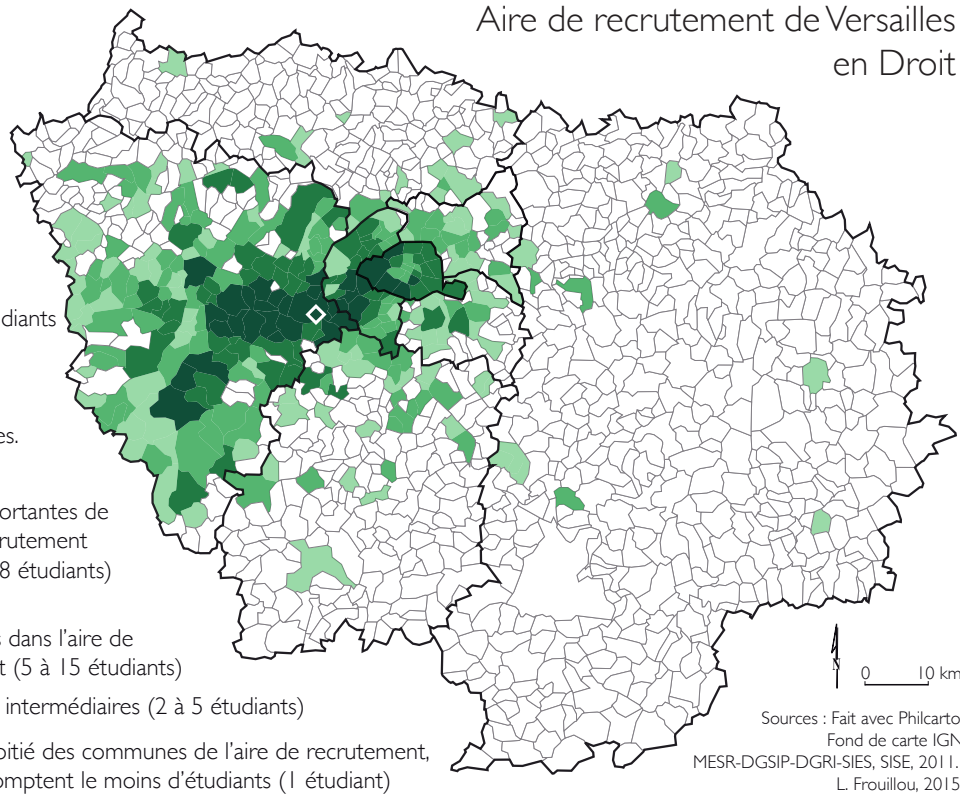 Aire de recrutement de Versailles
en Droit
diants
es.
ortantes de
rutement
8 étudiants)
s dans l'aire de
t (5 à 15 étudiants)
intermédiaires (2 à 5 étudiants)
oitié des communes de l'aire de recrutement,
omptent le moins d'étudiants (1 étudiant)
N
0 10 km
Sources : Fait avec Philcarto
Fond de carte IGN
MESR-DGSIP-DGRI-SIES, SISE, 2011.
L. Frouillou, 2015